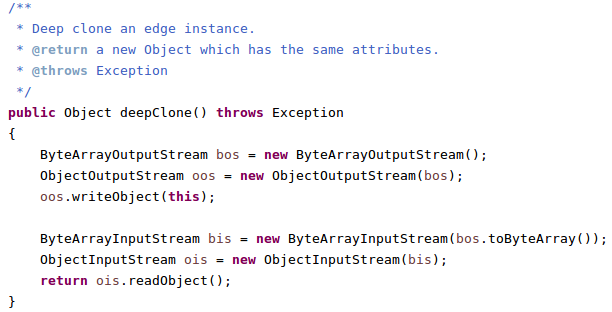 /**
 * Deep clone an edge instance.
 * @return a new Object which has the same attributes.
 * @throws Exception
 */
public Object deepClone() throws Exception
{
    ByteArrayOutputStream bos = new ByteArrayOutputStream();
    ObjectOutputStream oos = new ObjectOutputStream(bos);
    oos.writeObject(this);

    ByteArrayInputStream bis = new ByteArrayInputStream(bos.toByteArray());
    ObjectInputStream ois = new ObjectInputStream(bis);
    return ois.readObject();
}